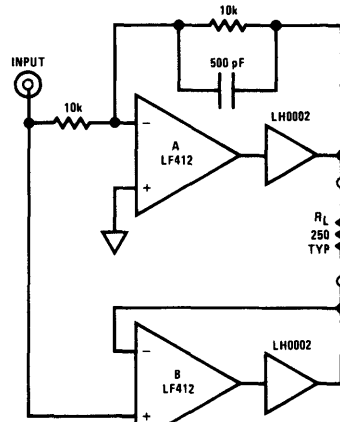 10k
INPUT
500 pF
10k
LH0002
−
A
LF412
+
RL
250
TYP
LH0002
−
B
LF412
+